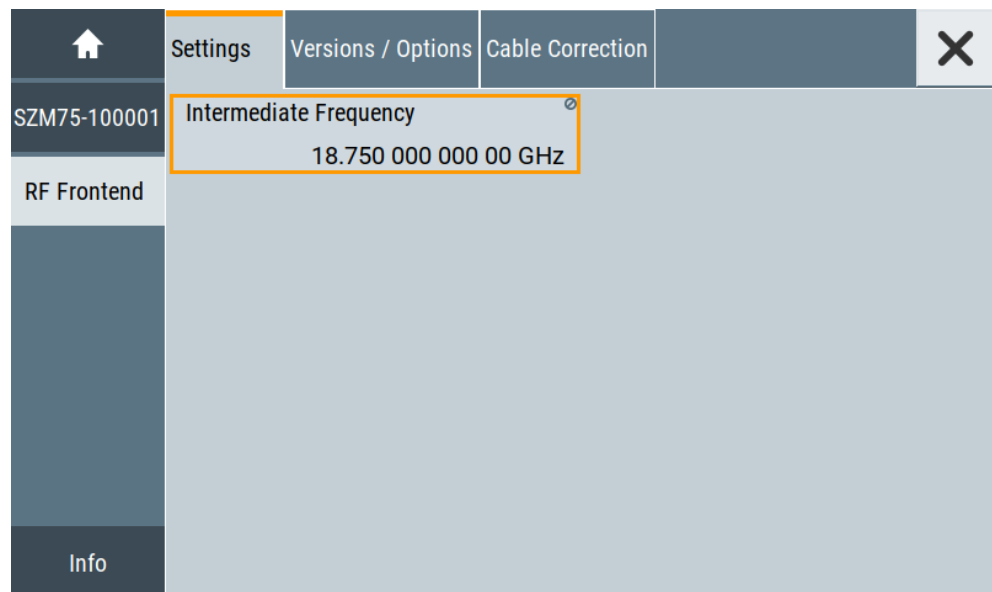 Settings
Versions / Options
Cable Correction
SZM75-100001
Intermediate Frequency
18.750 000 000 00 GHz
RF Frontend
Info